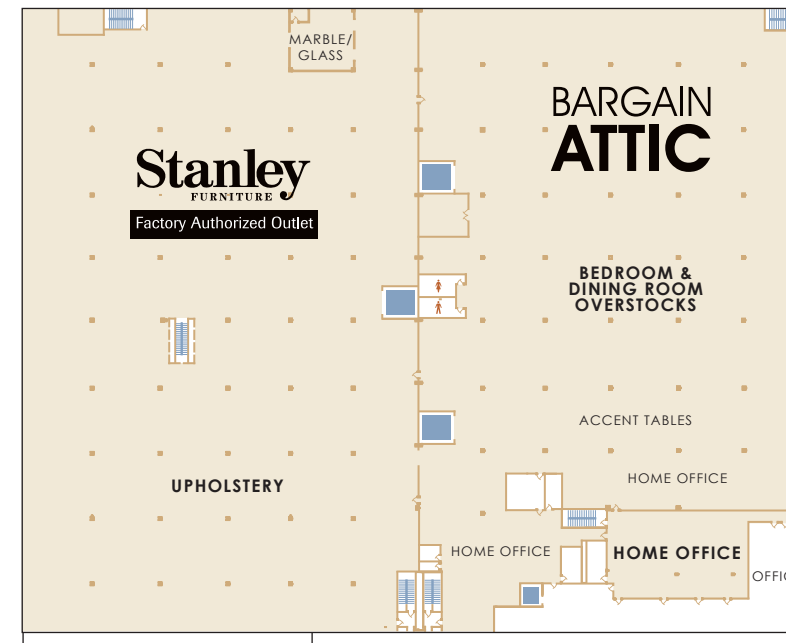 MARBLE/
GLASS
BARGAIN
ATTIC
Stanley
FURNITURE
Factory Authorized Outlet
BEDROOM &
DINING ROOM
OVERSTOCKS
ACCENT TABLES
HOME OFFICE
UPHOLSTERY
HOME OFFICE
HOME OFFICE